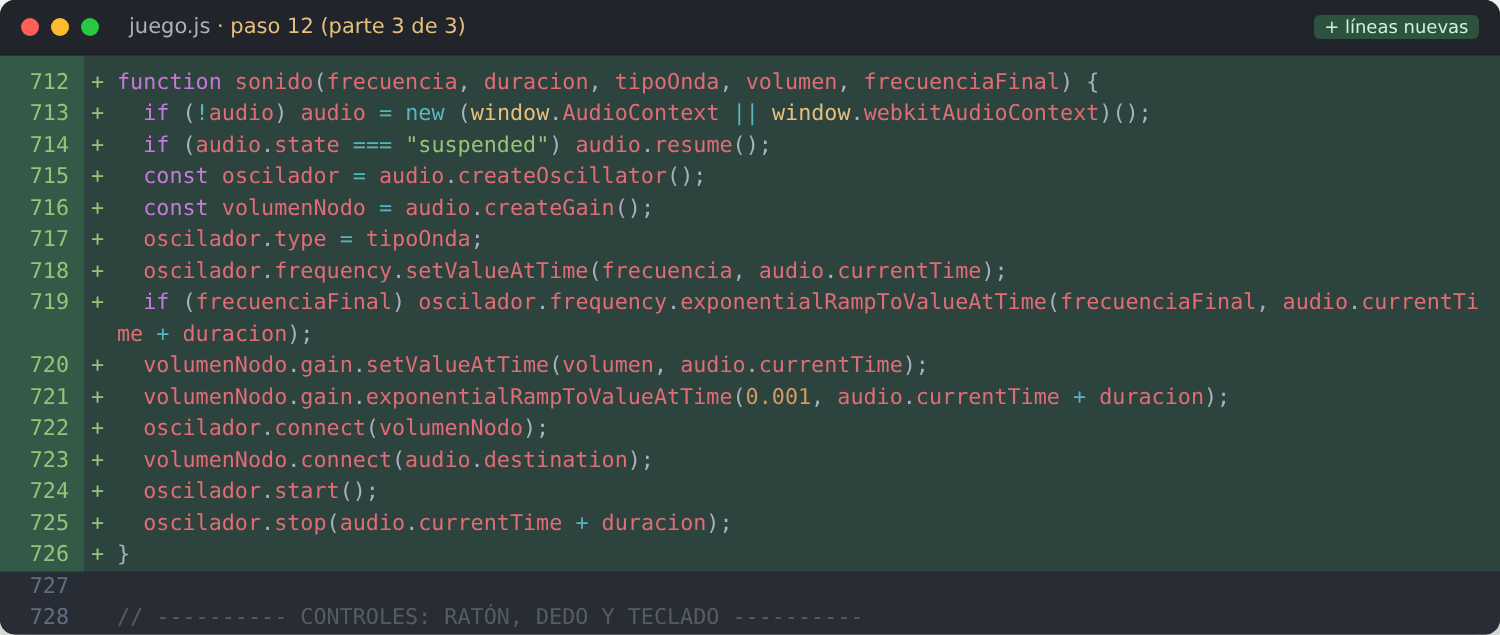 juego.js · paso 12 (parte 3 de 3)
+ líneas nuevas
712 + function sonido(frecuencia, duracion, tipoOnda, volumen, frecuenciaFinal) {
713 +   if (!audio) audio = new (window.AudioContext || window.webkitAudioContext)();
714 +   if (audio.state === "suspended") audio.resume();
715 +   const oscilador = audio.createOscillator();
716 +   const volumenNodo = audio.createGain();
717 +   oscilador.type = tipoOnda;
718 +   oscilador.frequency.setValueAtTime(frecuencia, audio.currentTime);
719 +   if (frecuenciaFinal) oscilador.frequency.exponentialRampToValueAtTime(frecuenciaFinal, audio.currentTi
me + duracion);
720 +   volumenNodo.gain.setValueAtTime(volumen, audio.currentTime);
721 +   volumenNodo.gain.exponentialRampToValueAtTime(0.001, audio.currentTime + duracion);
722 +   oscilador.connect(volumenNodo);
723 +   volumenNodo.connect(audio.destination);
724 +   oscilador.start();
725 +   oscilador.stop(audio.currentTime + duracion);
726 + }
727
728   // ---------- CONTROLES: RATÓN, DEDO Y TECLADO ----------